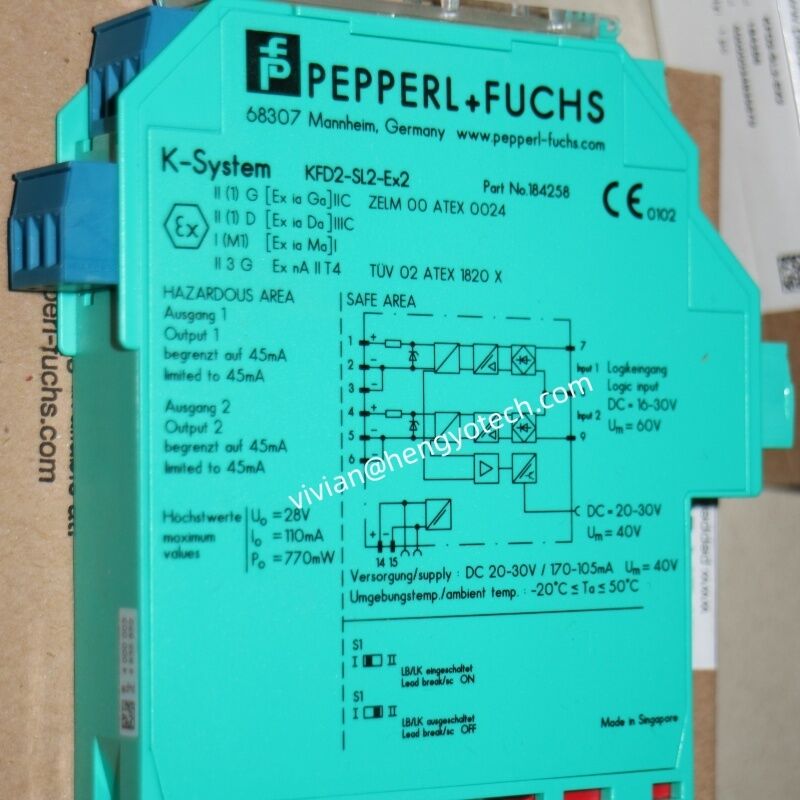 PEPPERL+FUCHS
68307 Mannheim, Germany www.pepperl-fuchs.com
K-System KFD2-SL2-Ex2 Part No.184258
CE 0102
Ex
II (1) G [Ex ia Ga]IIC ZELM 00 ATEX 0024
II (1) D [Ex ia Da]IIIC
I (M1) [Ex ia Ma]I
II 3 G Ex nA II T4 TÜV 02 ATEX 1820 X
HAZARDOUS AREA
Ausgang 1
Output 1
begrenzt auf 45mA
limited to 45mA
Ausgang 2
Output 2
begrenzt auf 45mA
limited to 45mA
Höchstwerte
maximum
values
Uo = 28V
Io = 110mA
Po = 770mW
SAFE AREA
1 +
2 -
3 -
4 +
5 -
6
7
9
Input 1
Input 2
Logikeingang
Logic input
DC = 16-30V
Um = 60V
DC = 20-30V
Um = 40V
+ -
14 15
Versorgung/supply : DC 20-30V / 170-105mA Um = 40V
Umgebungstemp./ambient temp. : -20°C ≤ Ta ≤ 50°C
S1
I II
LB/LK eingeschaltet
Lead break/sc ON
S1
I II
LB/LK ausgeschaltet
Lead break/sc OFF
Made in Singapore
vivian@hengyotech.com
Pepperl-fuchs.com